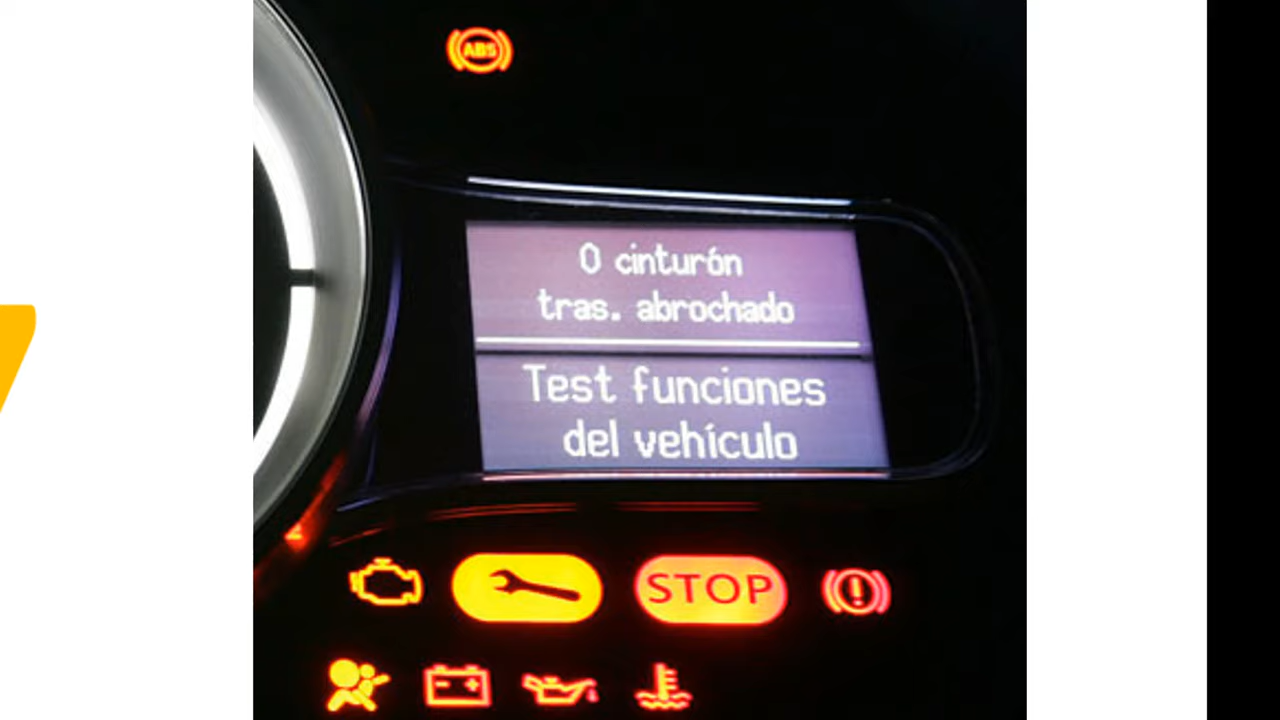 ABS
0 cinturón
tras. abrochado
Test funciones
del vehículo
STOP